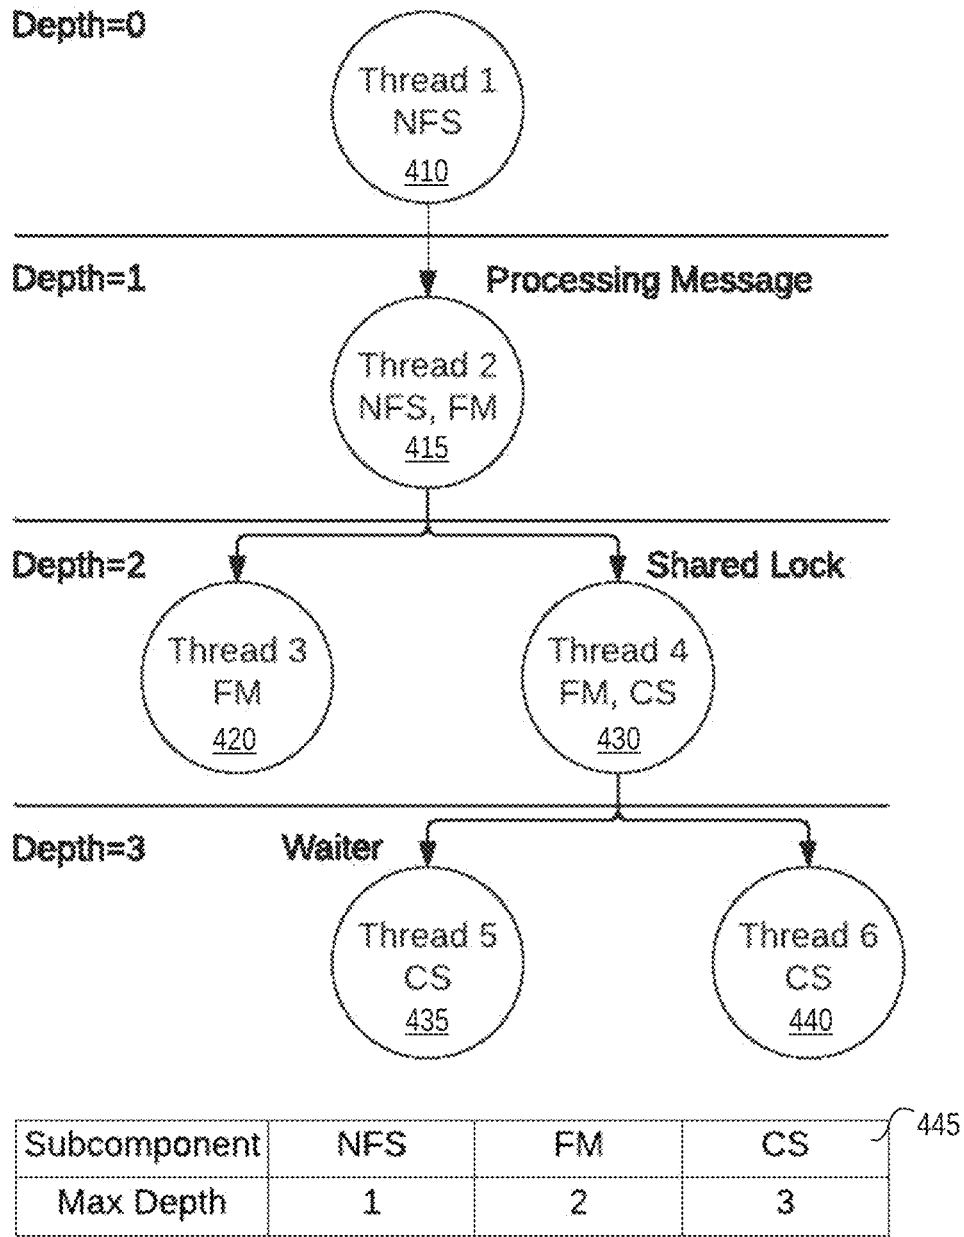 Depth=0
Thread 1
NFS
410
Depth=1
Processing Message
Thread 2
NFS, FM
415
Depth=2
Shared Lock
Thread 3
FM
420
Thread 4
FM, CS
430
Depth=3
Waiter
Thread 5
CS
435
Thread 6
CS
440
445
Subcomponent NFS FM CS
Max Depth 1 2 3